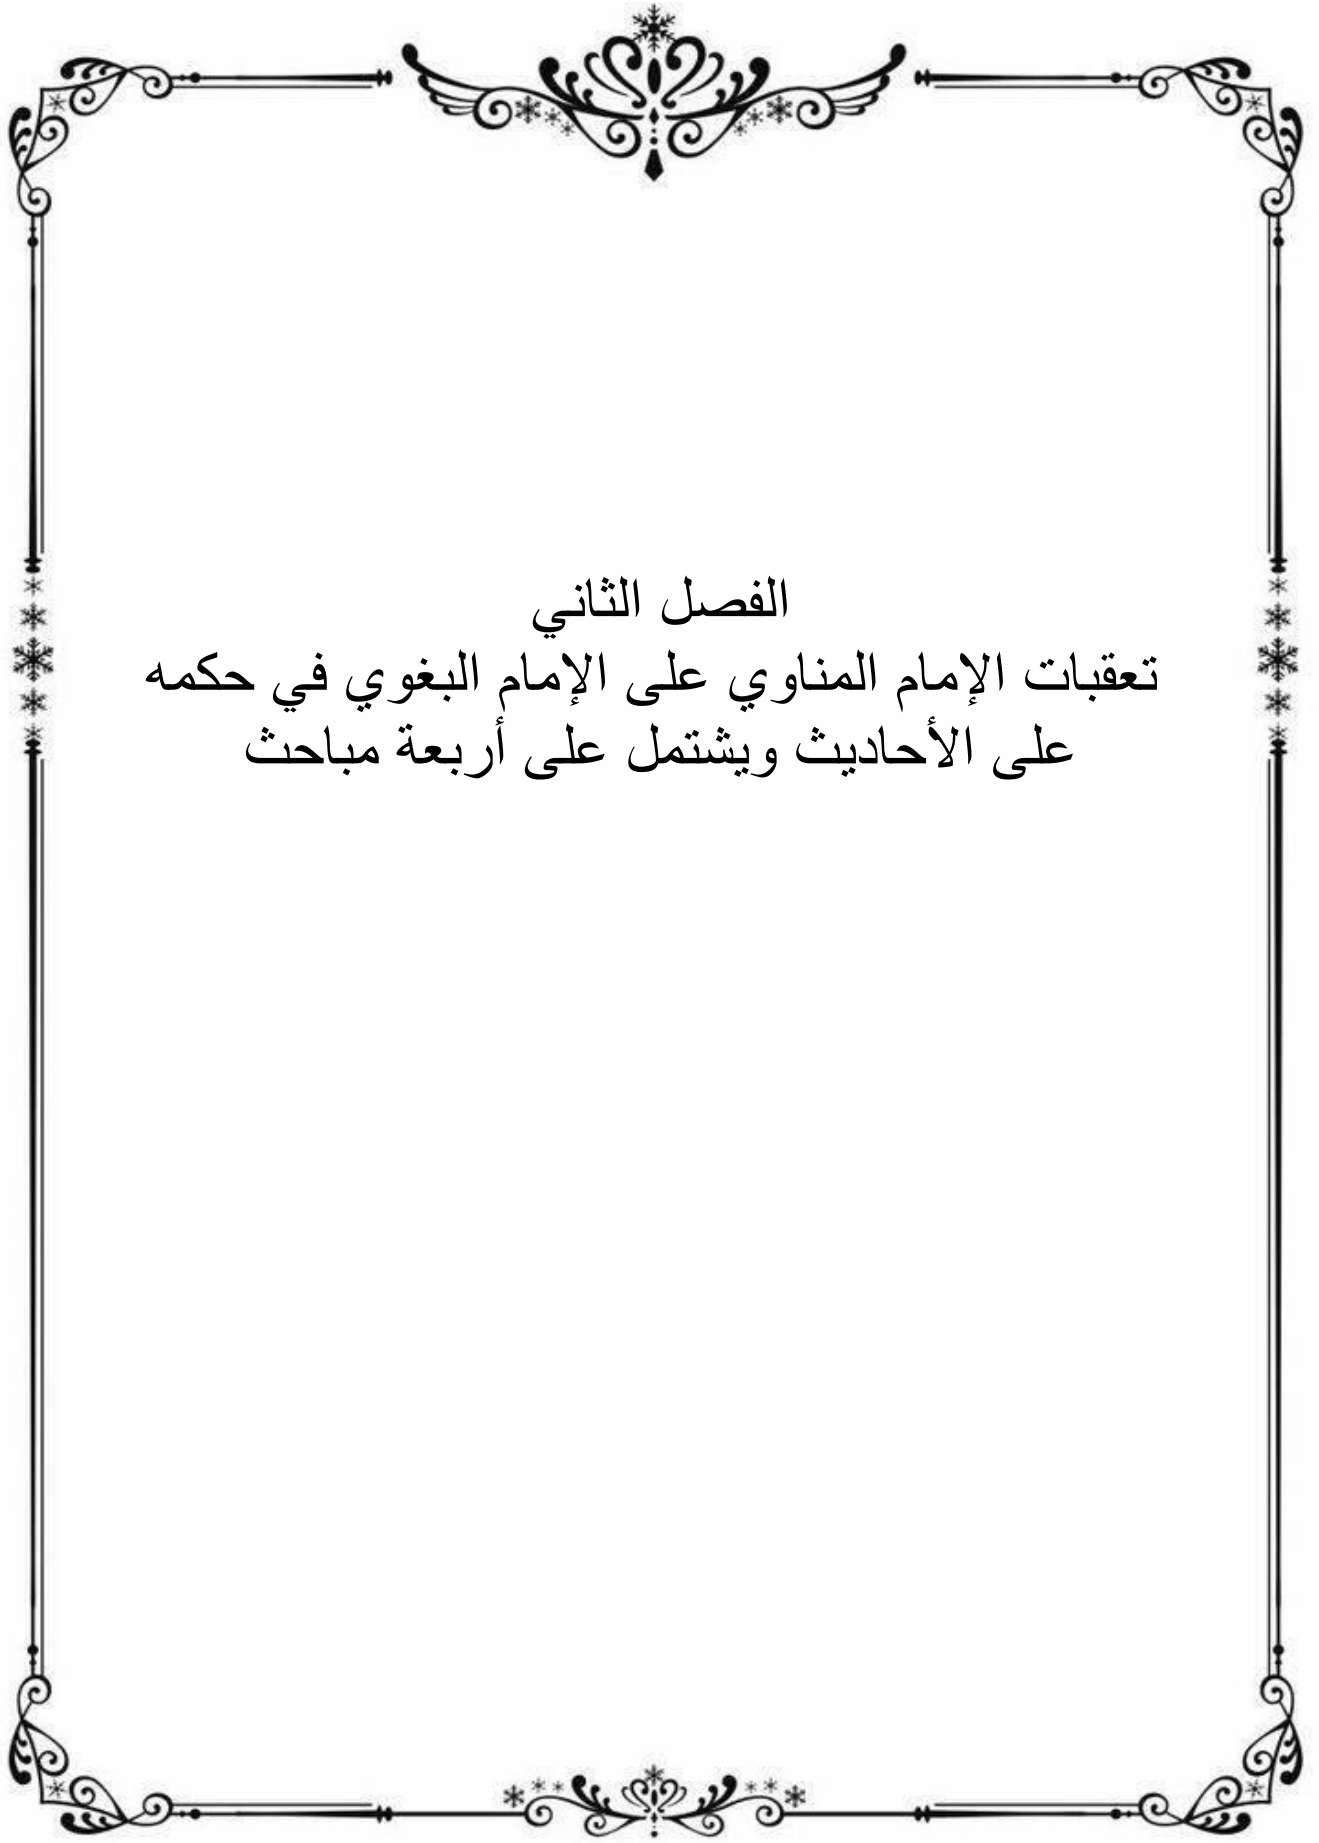 الفصل الثاني
تعقبات الإمام المناوي على الإمام البغوي في حكمه
على الأحاديث ويشتمل على أربعة مباحث